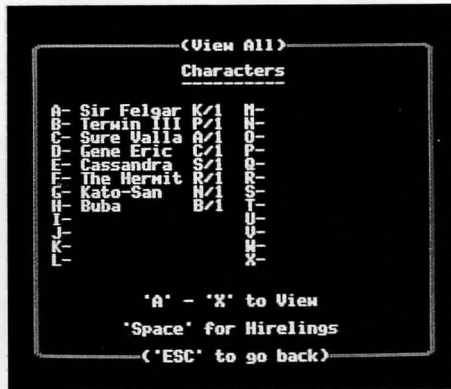 (View All)
Characters
A- Sir Felgar K/1 M-
B- Terwin III P/1 N-
C- Sure Valla A/1 O-
D- Gene Eric C/1 P-
E- Cassandra S/1 Q-
F- The Hermit R/1 R-
G- Kato-San N/1 S-
H- Buba B/1 T-
I- U-
J- V-
K- W-
L- X-
'A' - 'X' to View
'Space' for Hirelings
('ESC' to go back)